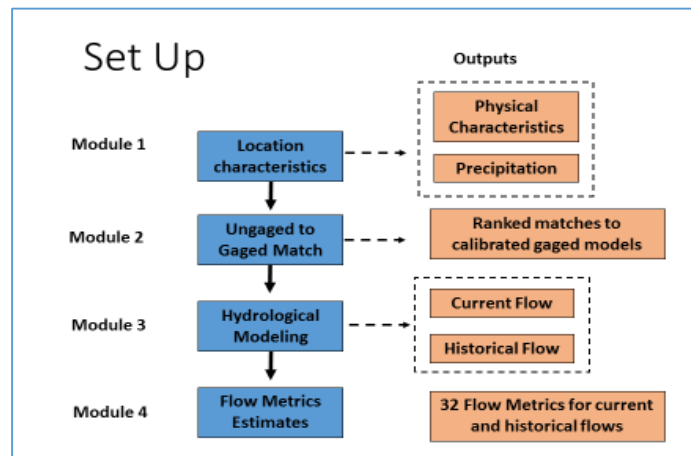 Set Up
Outputs
Module 1
Location
characteristics
Physical
Characteristics
Precipitation
Module 2
Ungaged to
Gaged Match
Ranked matches to
calibrated gaged models
Module 3
Hydrological
Modeling
Current Flow
Historical Flow
Module 4
Flow Metrics
Estimates
32 Flow Metrics for current
and historical flows